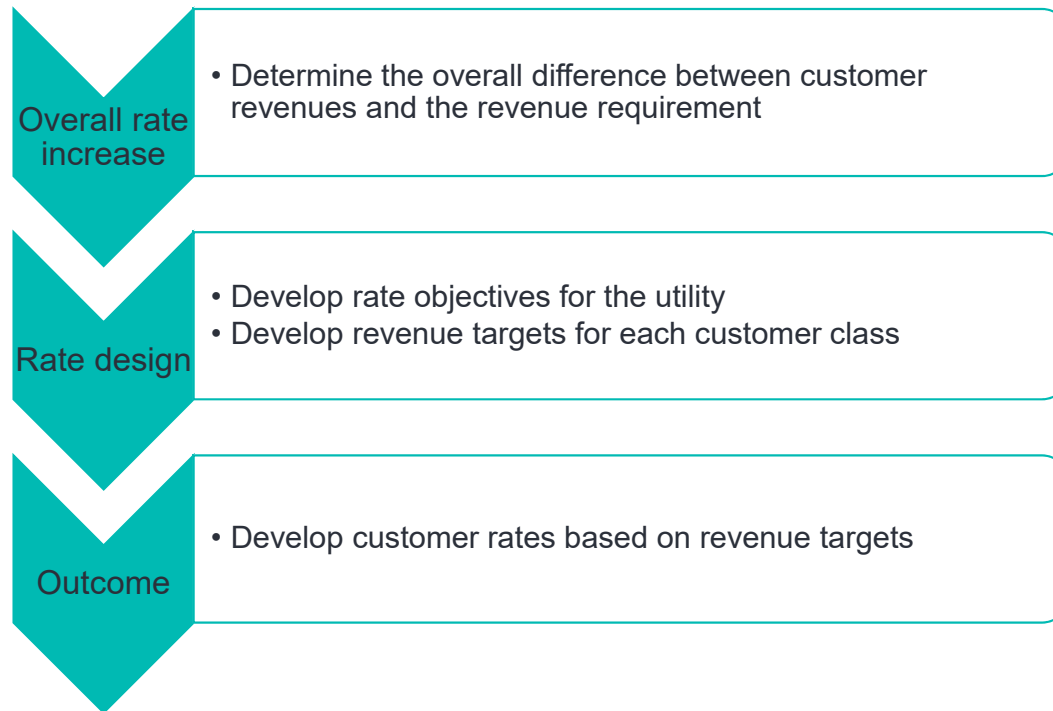 Overall rate
increase
• Determine the overall difference between customer
revenues and the revenue requirement
Rate design
• Develop rate objectives for the utility
• Develop revenue targets for each customer class
Outcome
• Develop customer rates based on revenue targets